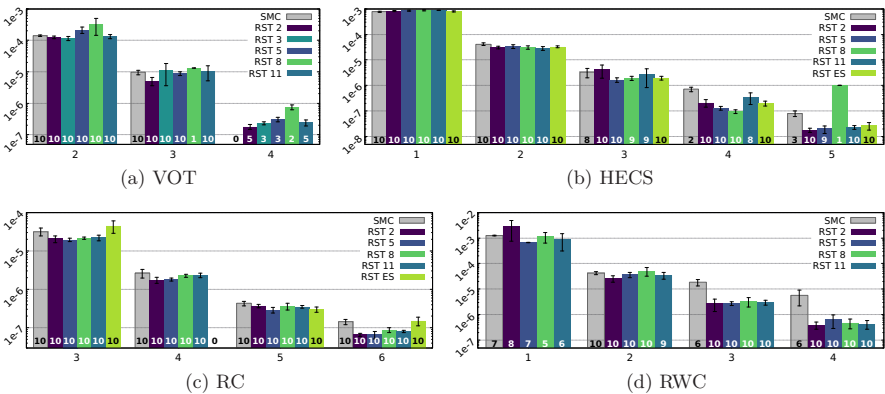 1e-3
1e-4
1e-5
1e-6
1e-7
SMC
RST 2
RST 3
RST 5
RST 8
RST 11
10 10 10 10 10 10
10 10 10 10 1 10
0 5 3 3 2 5
2 3 4
(a) VOT
1e-3
1e-4
1e-5
1e-6
1e-7
1e-8
SMC
RST 2
RST 5
RST 8
RST 11
RST ES
10 10 10 10 10 10
10 10 10 10 10 10
8 10 10 9 9 10
2 10 10 10 8 10
3 10 9 1 10 10
1 2 3 4 5
(b) HECS
1e-4
1e-5
1e-6
1e-7
SMC
RST 2
RST 5
RST 8
RST 11
RST ES
10 10 10 10 10 10
10 10 10 10 10 0
10 10 10 10 10 10
10 10 10 10 10 10
3 4 5 6
(c) RC
1e-2
1e-3
1e-4
1e-5
1e-6
1e-7
SMC
RST 2
RST 5
RST 8
RST 11
7 8 7 5 6
10 10 10 10 9
6 10 10 10 10
6 10 10 10 10
1 2 3 4
(d) RWC